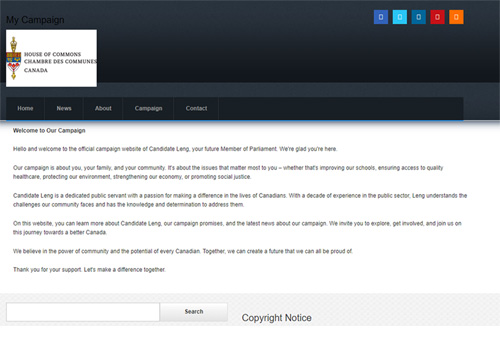 My Campaign
HOUSE OF COMMONS
CHAMBRE DES COMMUNES
CANADA
Home News About Campaign Contact
Welcome to Our Campaign
Hello and welcome to the official campaign website of Candidate Leng, your future Member of Parliament. We're glad you're here.
Our campaign is about you, your family, and your community. It's about the issues that matter most to you – whether that's improving our schools, ensuring access to quality
healthcare, protecting our environment, strengthening our economy, or promoting social justice.
Candidate Leng is a dedicated public servant with a passion for making a difference in the lives of Canadians. With a decade of experience in the public sector, Leng understands the
challenges our community faces and has the knowledge and determination to address them.
On this website, you can learn more about Candidate Leng, our campaign promises, and the latest news about our campaign. We invite you to explore, get involved, and join us on
this journey towards a better Canada.
We believe in the power of community and the potential of every Canadian. Together, we can create a future that we can all be proud of.
Thank you for your support. Let's make a difference together.
Search
Copyright Notice